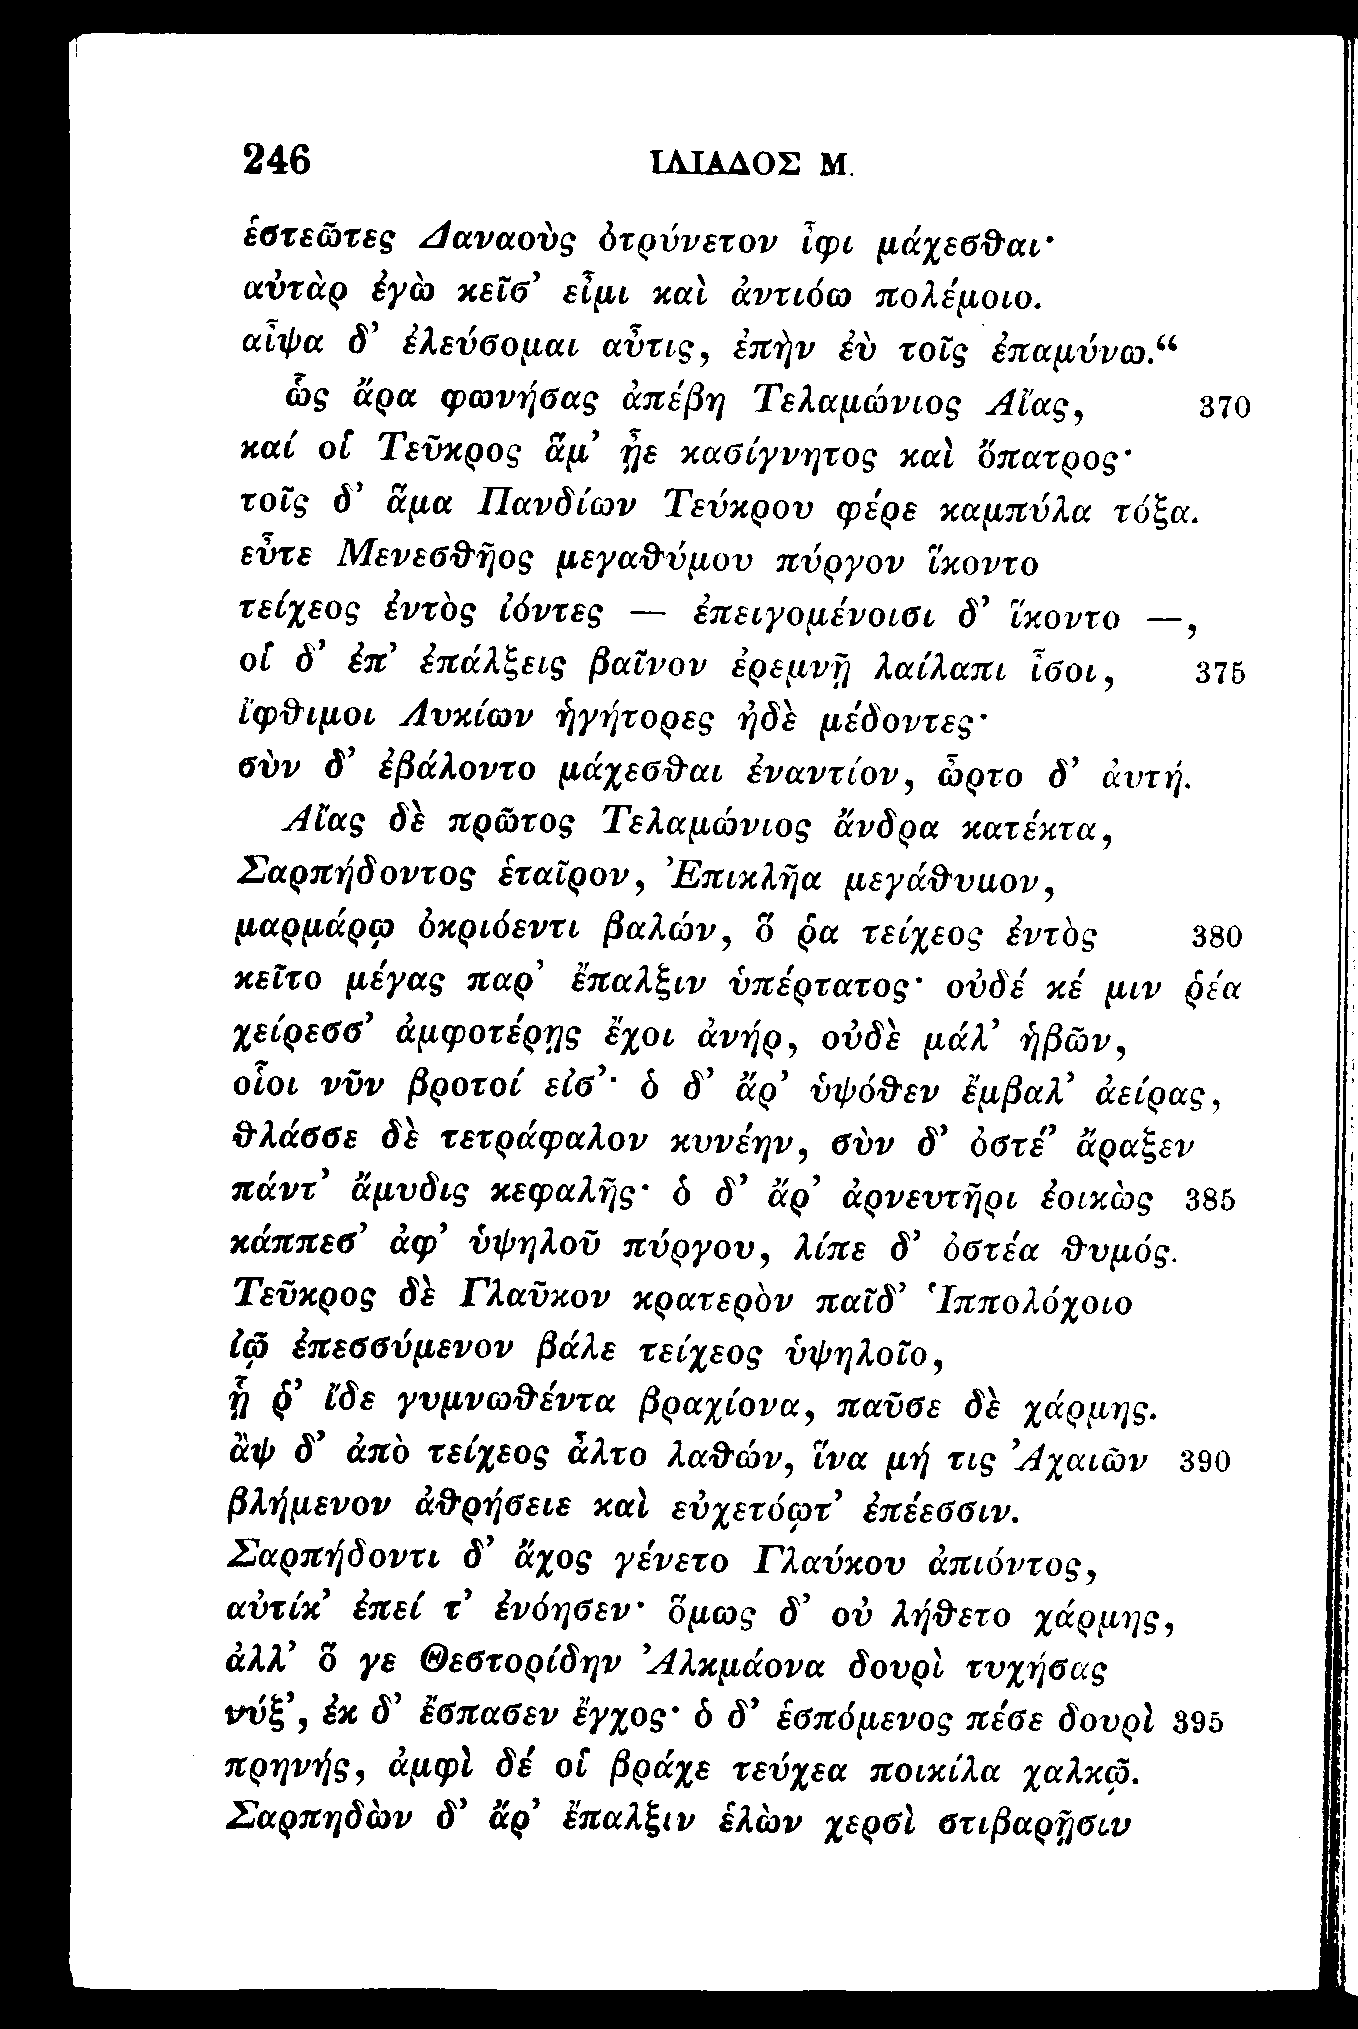 246 ΙΛΙΑΔΟΣ Μ.
ἑστεῶτες Δαναοὺς ὀτρύνετον ἶφι μάχεσθαι·
αὐτὰρ ἐγὼ κεῖσ᾽ εἶμι καὶ ἀντιόω πολέμοιο.
αἶψα δ᾽ ἐλεύσομαι αὖτις, ἐπὴν ἐὺ τοῖς ἐπαμύνω.“
ὣς ἄρα φωνήσας ἀπέβη Τελαμώνιος Αἴας, 370
καί οἱ Τεῦκρος ἅμ᾽ ᾖε κασίγνητος καὶ ὄπατρος·
τοῖς δ᾽ ἅμα Πανδίων Τεύκρου φέρε καμπύλα τόξα.
εὖτε Μενεσθῆος μεγαθύμου πύργον ἵκοντο
τείχεος ἐντὸς ἰόντες — ἐπειγομένοισι δ᾽ ἵκοντο —,
οἱ δ᾽ ἐπ᾽ ἐπάλξεις βαῖνον ἐρεμνῇ λαίλαπι ἶσοι, 375
ἴφθιμοι Λυκίων ἡγήτορες ἠδὲ μέδοντες·
σὺν δ᾽ ἐβάλοντο μάχεσθαι ἐναντίον, ὦρτο δ᾽ ἀυτή.
Αἴας δὲ πρῶτος Τελαμώνιος ἄνδρα κατέκτα,
Σαρπήδοντος ἑταῖρον, Ἐπικλῆα μεγάθυμον,
μαρμάρῳ ὀκριόεντι βαλών, ὅ ῥα τείχεος ἐντὸς 380
κεῖτο μέγας παρ᾽ ἔπαλξιν ὑπέρτατος· οὐδέ κέ μιν ῥέα
χείρεσσ᾽ ἀμφοτέρῃς ἔχοι ἀνήρ, οὐδὲ μάλ᾽ ἡβῶν,
οἷοι νῦν βροτοί εἰσ᾽· ὁ δ᾽ ἄρ᾽ ὑψόθεν ἔμβαλ᾽ ἀείρας,
θλάσσε δὲ τετράφαλον κυνέην, σὺν δ᾽ ὀστέ᾽ ἄραξεν
πάντ᾽ ἄμυδις κεφαλῆς· ὁ δ᾽ ἄρ᾽ ἀρνευτῆρι ἐοικὼς 385
κάππεσ᾽ ἀφ᾽ ὑψηλοῦ πύργου, λίπε δ᾽ ὀστέα θυμός.
Τεῦκρος δὲ Γλαῦκον κρατερὸν παῖδ᾽ Ἱππολόχοιο
ἰῷ ἐπεσσύμενον βάλε τείχεος ὑψηλοῖο,
ᾗ ῥ᾽ ἴδε γυμνωθέντα βραχίονα, παῦσε δὲ χάρμης.
ἂψ δ᾽ ἀπὸ τείχεος ἆλτο λαθών, ἵνα μή τις Ἀχαιῶν 390
βλήμενον ἀθρήσειε καὶ εὐχετόῳτ᾽ ἐπέεσσιν.
Σαρπήδοντι δ᾽ ἄχος γένετο Γλαύκου ἀπιόντος,
αὐτίκ᾽ ἐπεί τ᾽ ἐνόησεν· ὅμως δ᾽ οὐ λήθετο χάρμης,
ἀλλ᾽ ὅ γε Θεστορίδην Ἀλκμάονα δουρὶ τυχήσας
νύξ᾽, ἐκ δ᾽ ἔσπασεν ἔγχος· ὁ δ᾽ ἑσπόμενος πέσε δουρὶ 395
πρηνής, ἀμφὶ δέ οἱ βράχε τεύχεα ποικίλα χαλκῷ.
Σαρπηδὼν δ᾽ ἄρ᾽ ἔπαλξιν ἑλὼν χερσὶ στιβαρῇσιν